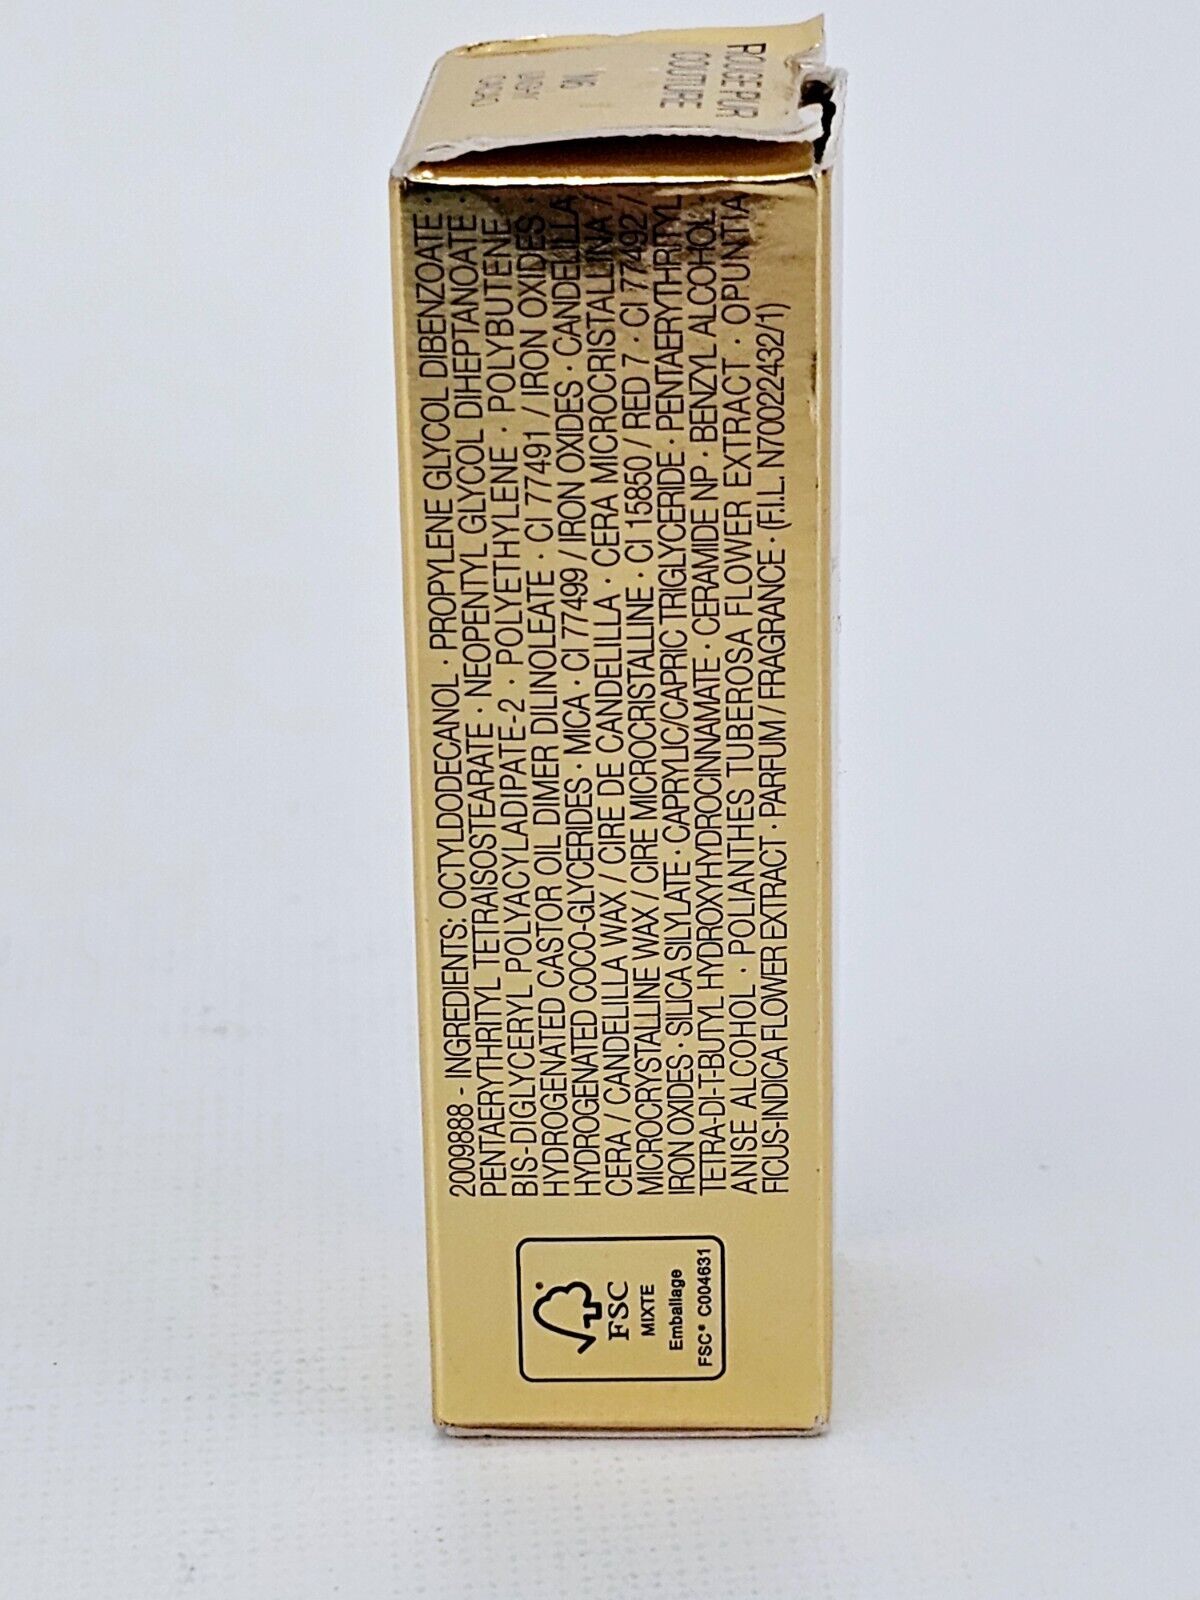 ROUGE PUR
COUTURE
2009888 - INGREDIENTS: OCTYLDODECANOL · PROPYLENE GLYCOL DIBENZOATE ·
PENTAERYTHRITYL TETRAISOSTEARATE · NEOPENTYL GLYCOL DIHEPTANOATE ·
BIS-DIGLYCERYL POLYACYLADIPATE-2 · POLYETHYLENE · POLYBUTENE ·
HYDROGENATED CASTOR OIL DIMER DILINOLEATE · CI 77491 / IRON OXIDES ·
HYDROGENATED COCO-GLYCERIDES · MICA · CI 77499 / IRON OXIDES · CANDELILLA
CERA / CANDELILLA WAX / CIRE DE CANDELILLA · CERA MICROCRISTALLINA /
MICROCRYSTALLINE WAX / CIRE MICROCRISTALLINE · CI 15850 / RED 7 · CI 77492 /
IRON OXIDES · SILICA SILYLATE · CAPRYLIC/CAPRIC TRIGLYCERIDE · PENTAERYTHRITYL
TETRA-DI-T-BUTYL HYDROXYHYDROCINNAMATE · CERAMIDE NP · BENZYL ALCOHOL ·
ANISE ALCOHOL · POLIANTHES TUBEROSA FLOWER EXTRACT · OPUNTIA
FICUS-INDICA FLOWER EXTRACT · PARFUM / FRAGRANCE · (F.I.L. N70022432/1)
FSC
MIXTE
Emballage
FSC® C004631